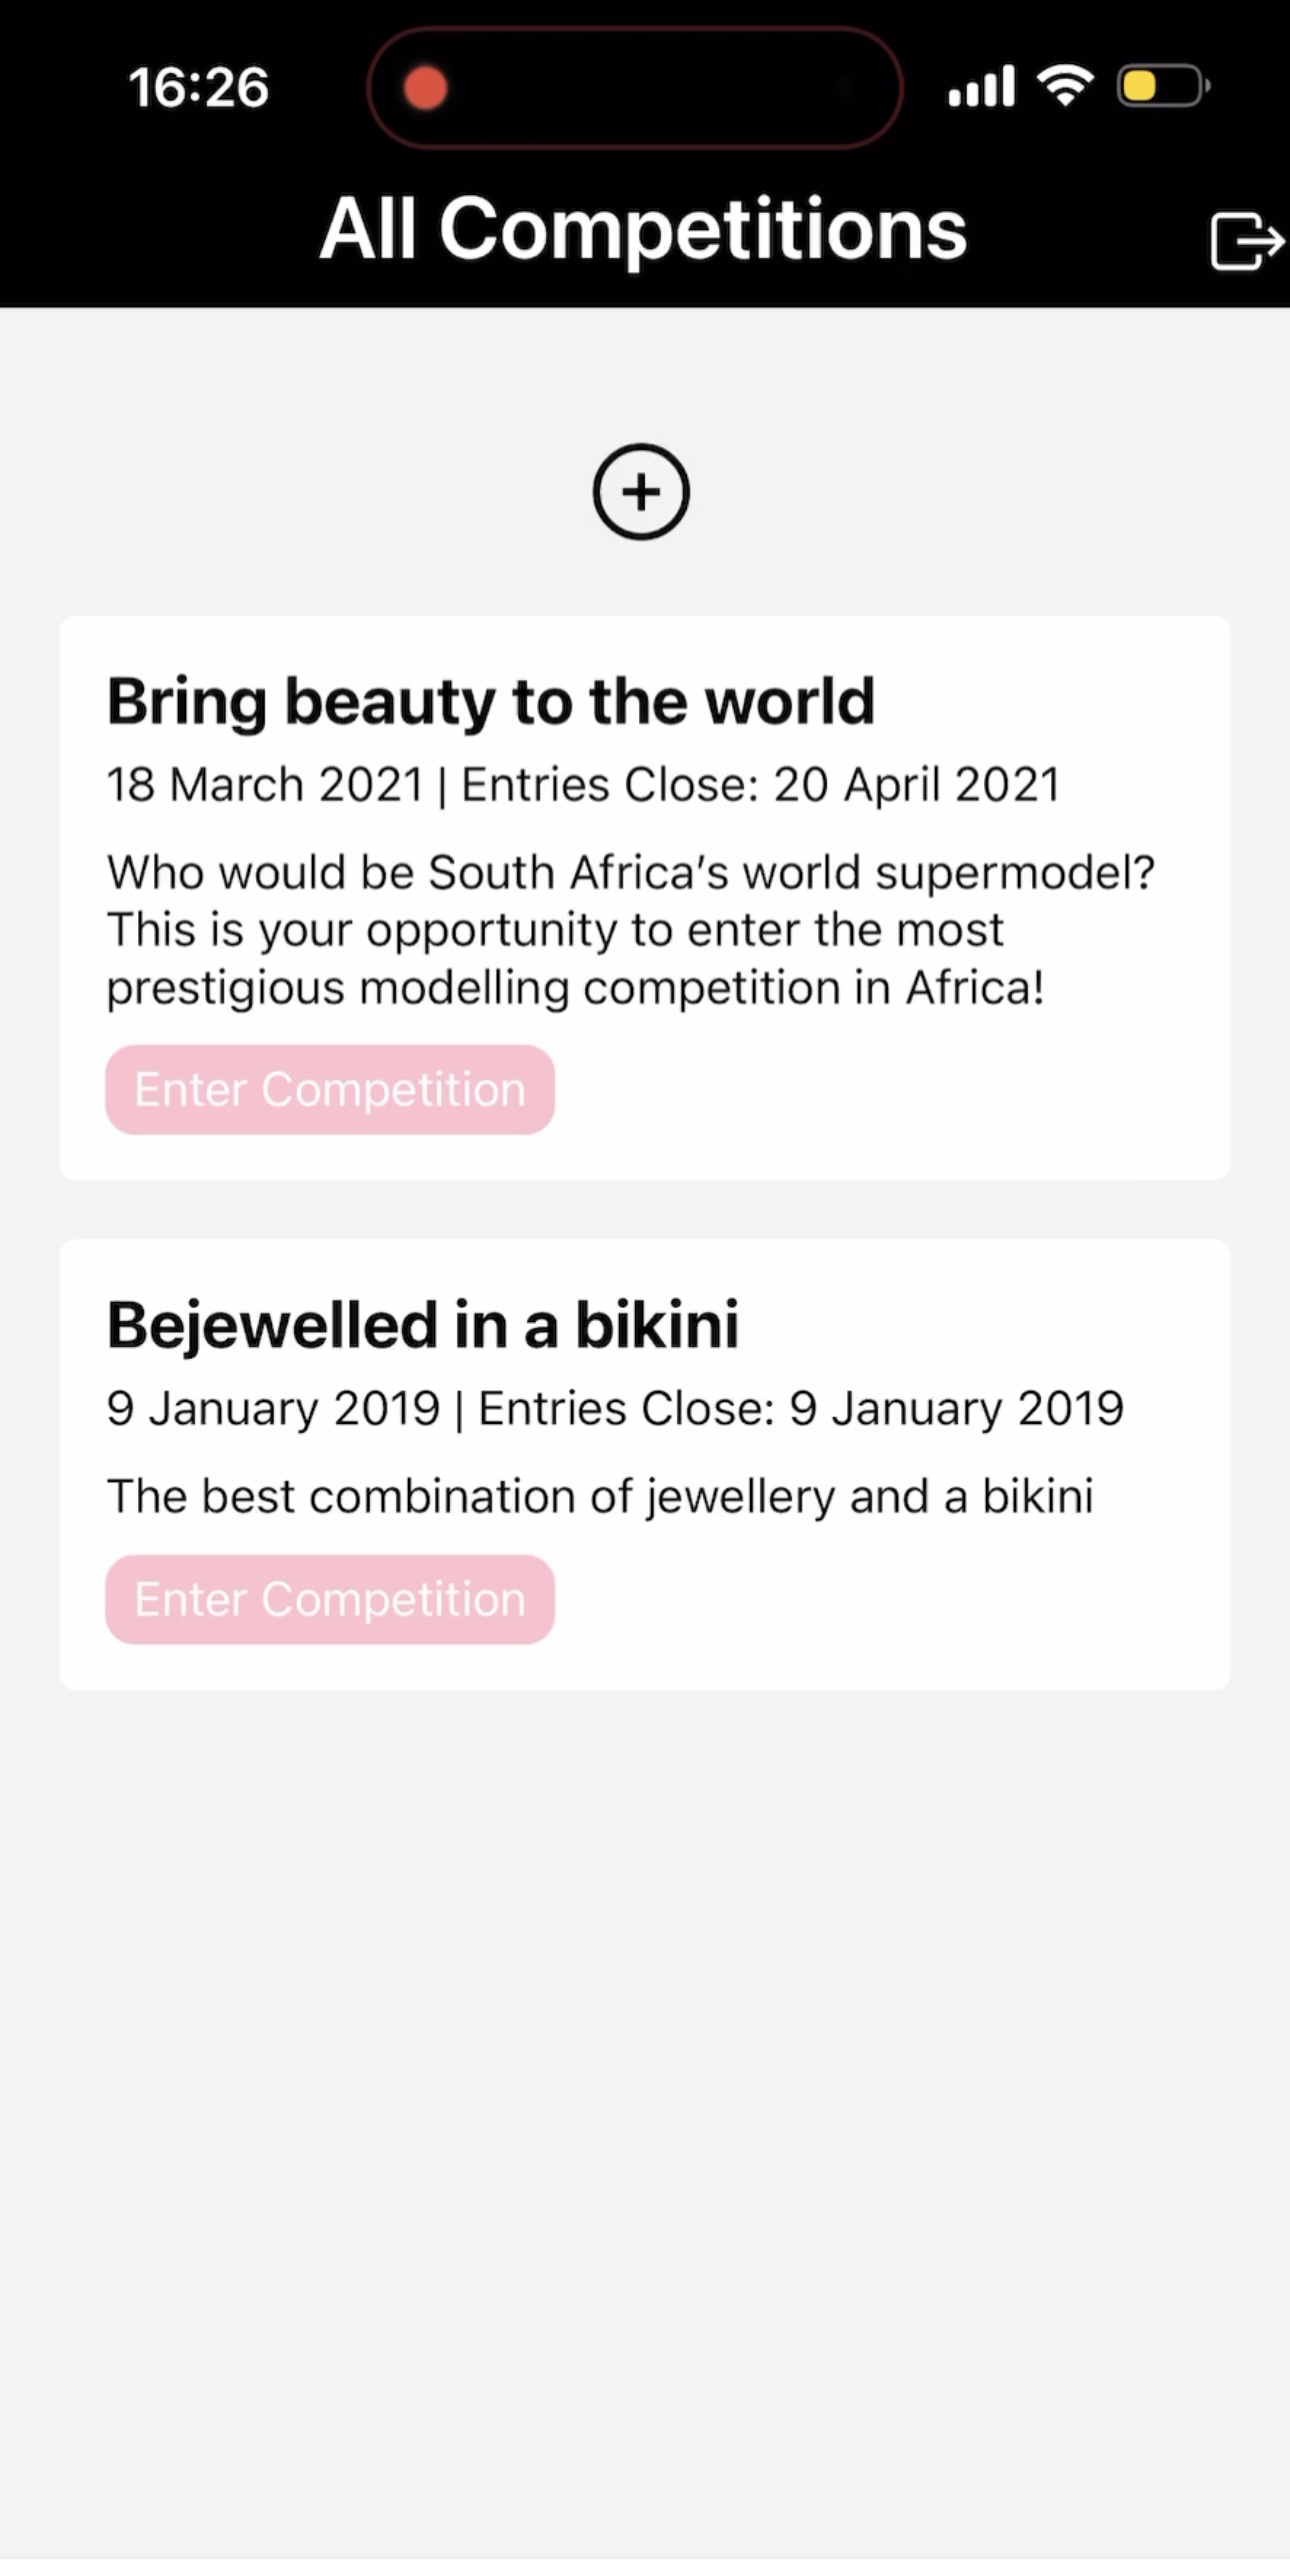 16:26
All Competitions
Bring beauty to the world
18 March 2021 | Entries Close: 20 April 2021
Who would be South Africa’s world supermodel?
This is your opportunity to enter the most
prestigious modelling competition in Africa!
Enter Competition
Bejewelled in a bikini
9 January 2019 | Entries Close: 9 January 2019
The best combination of jewellery and a bikini
Enter Competition